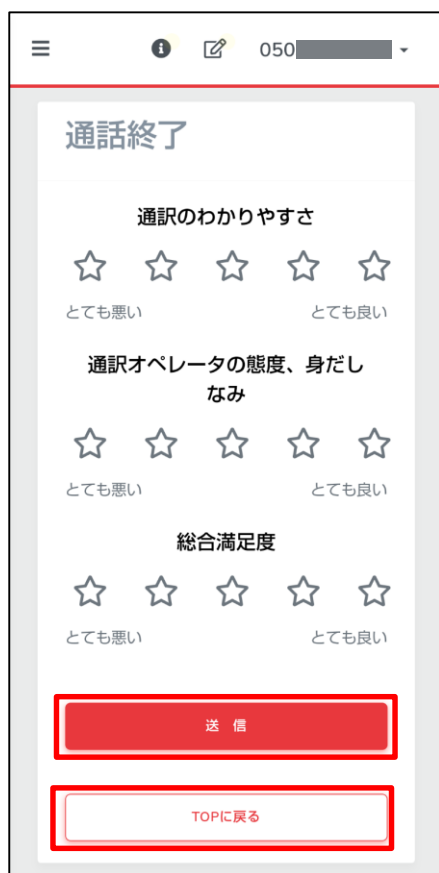 050
通話終了
通訳のわかりやすさ
とても悪い とても良い
通訳オペレータの態度、身だし
なみ
とても悪い とても良い
総合満足度
とても悪い とても良い
送 信
TOPに戻る